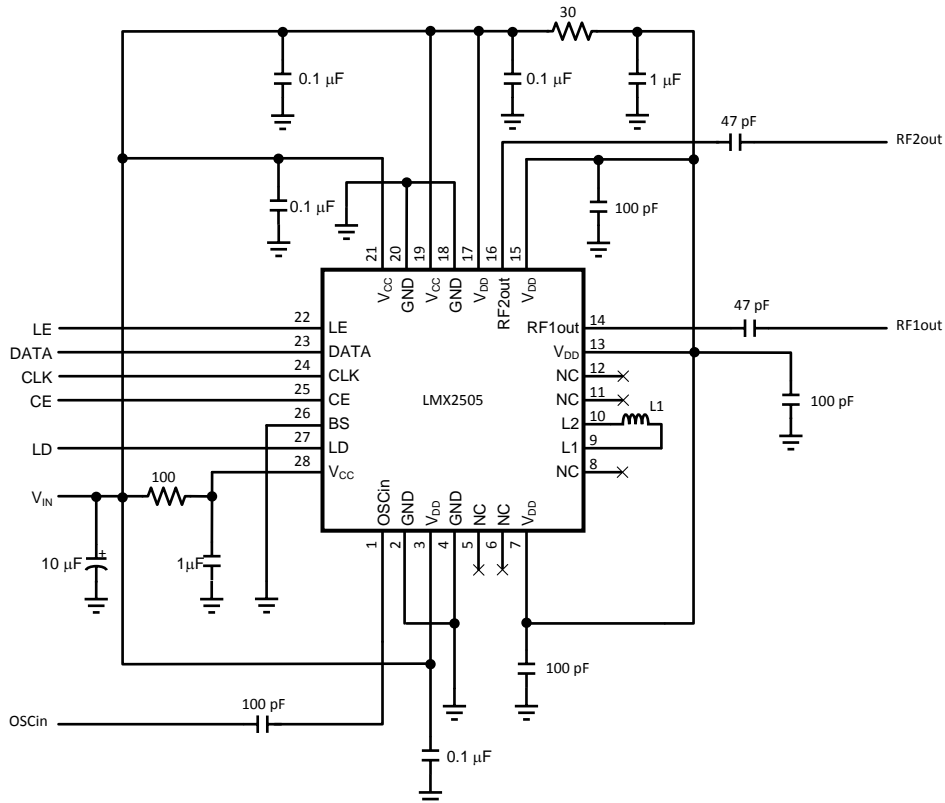 30
0.1 μF
0.1 μF
1 μF
47 pF
RF2out
0.1 μF
100 pF
21
20
19
18
17
16
15
VCC
GND
VCC
GND
VDD
RF2out
VDD
LE
22
LE
DATA
23
DATA
CLK
24
CLK
CE
25
CE
26
BS
LD
27
LD
28
VCC
LMX2505
RF1out
14
47 pF
RF1out
VDD
13
NC
12
NC
11
L2
10
L1
L1
9
NC
8
100 pF
VIN
100
10 μF
+
1μF
OSCin
GND
VDD
GND
NC
NC
VDD
1
2
3
4
5
6
7
100 pF
OSCin
100 pF
0.1 μF